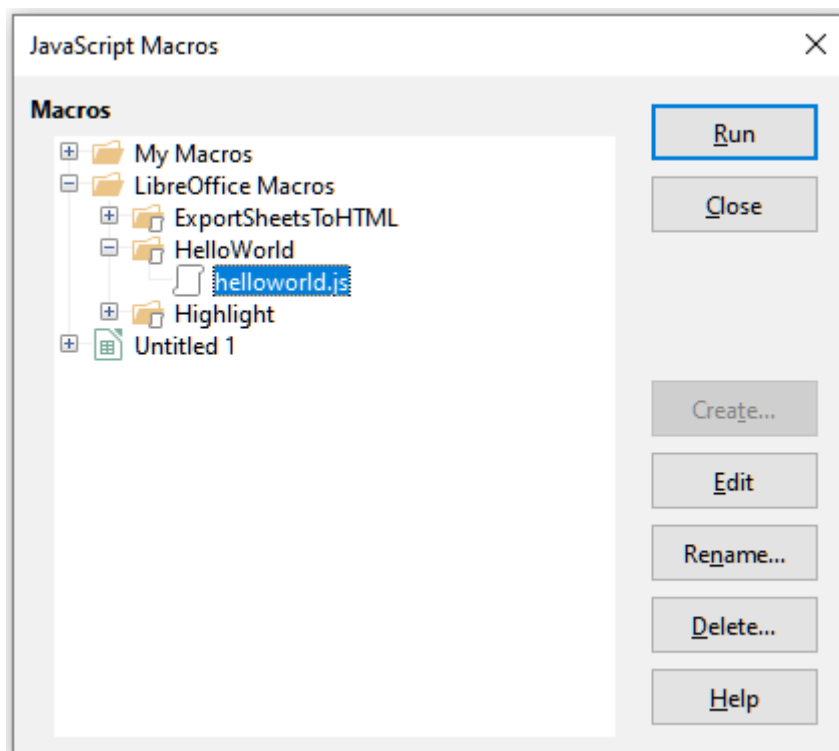 JavaScript Macros
Macros
My Macros
LibreOffice Macros
ExportSheetsToHTML
HelloWorld
helloworld.js
Highlight
Untitled 1
Run
Close
Create...
Edit
Rename...
Delete...
Help